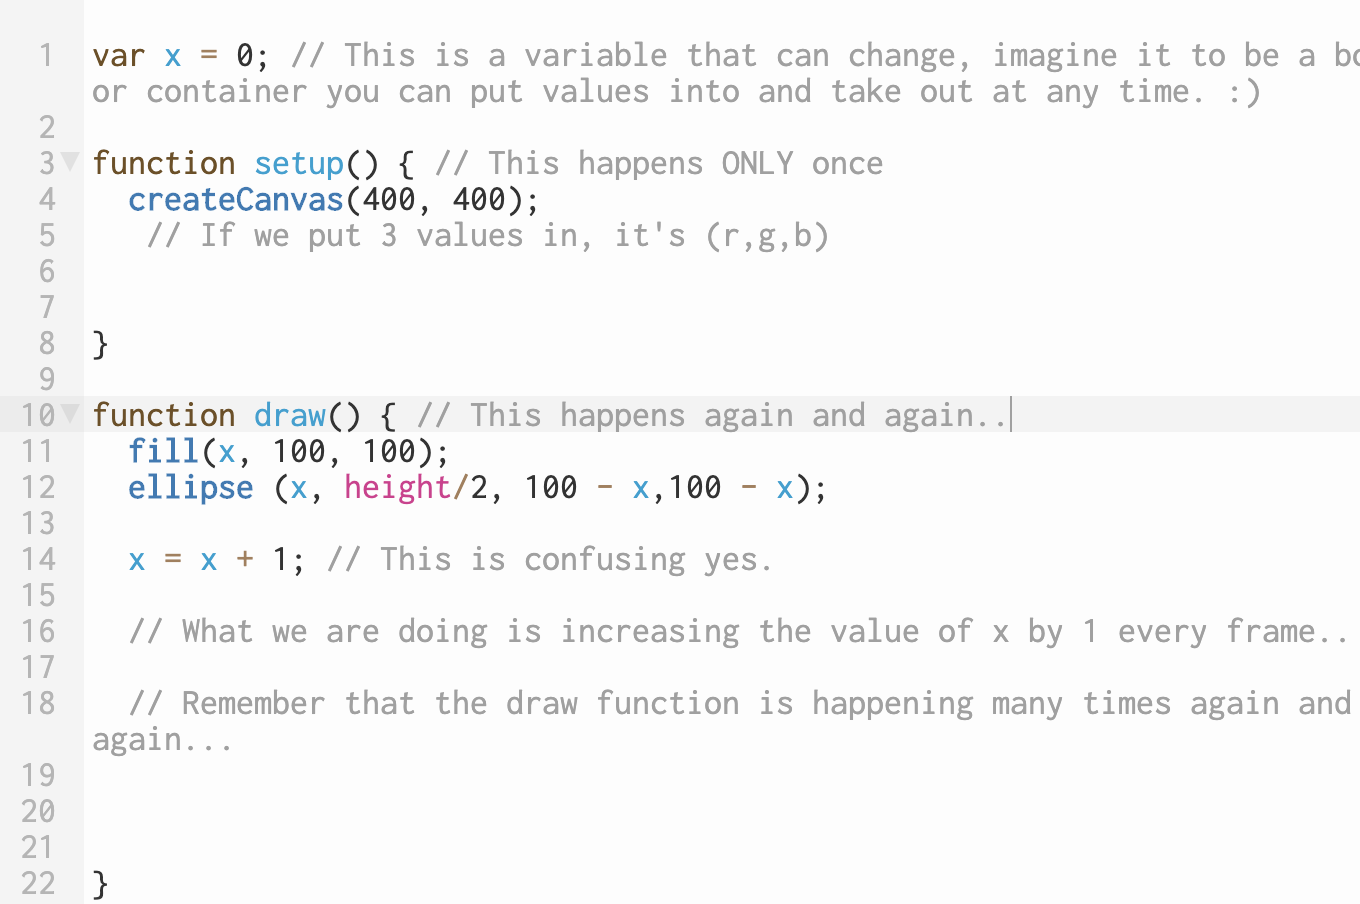 1 var x = 0; // This is a variable that can change, imagine it to be a
or container you can put values into and take out at any time. :)
2
3 function setup() { // This happens ONLY once
4 createCanvas(400, 400);
5 // If we put 3 values in, it's (r,g,b)
6
7
8 }
9
10 function draw() { // This happens again and again..
11 fill(x, 100, 100);
12 ellipse (x, height/2, 100 - x,100 - x);
13
14 x = x + 1; // This is confusing yes.
15
16 // What we are doing is increasing the value of x by 1 every frame..
17
18 // Remember that the draw function is happening many times again and
again...
19
20
21
22 }